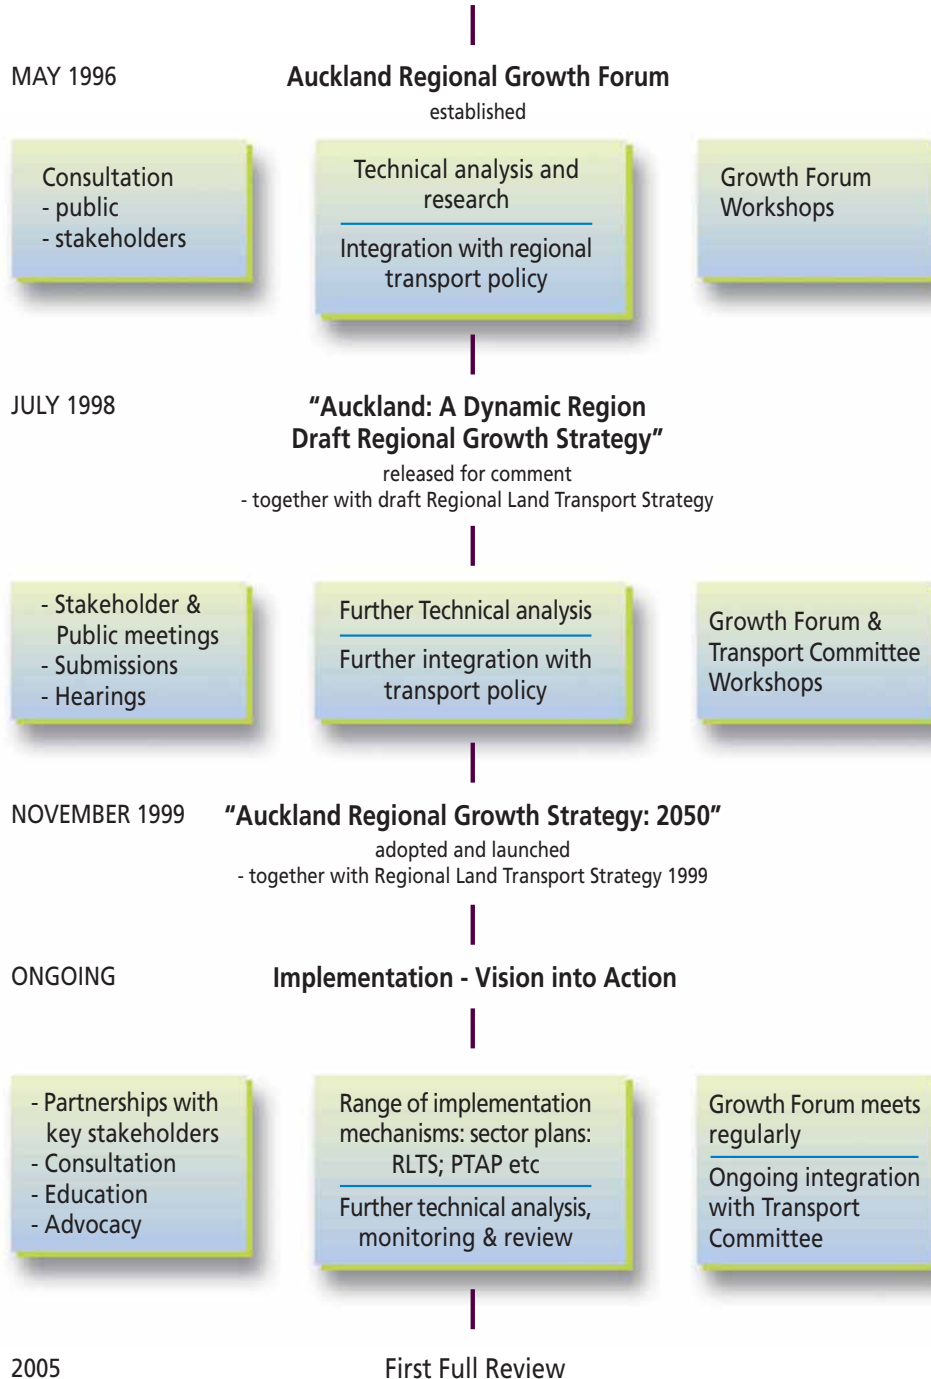 MAY 1996
Auckland Regional Growth Forum
established
Consultation
- public
- stakeholders
Technical analysis and
research
Integration with regional
transport policy
Growth Forum
Workshops
JULY 1998
“Auckland: A Dynamic Region
Draft Regional Growth Strategy”
released for comment
- together with draft Regional Land Transport Strategy
- Stakeholder &
Public meetings
- Submissions
- Hearings
Further Technical analysis
Further integration with
transport policy
Growth Forum &
Transport Committee
Workshops
NOVEMBER 1999
“Auckland Regional Growth Strategy: 2050”
adopted and launched
- together with Regional Land Transport Strategy 1999
ONGOING
Implementation - Vision into Action
- Partnerships with
key stakeholders
- Consultation
- Education
- Advocacy
Range of implementation
mechanisms: sector plans:
RLTS; PTAP etc
Further technical analysis,
monitoring & review
Growth Forum meets
regularly
Ongoing integration
with Transport
Committee
2005
First Full Review